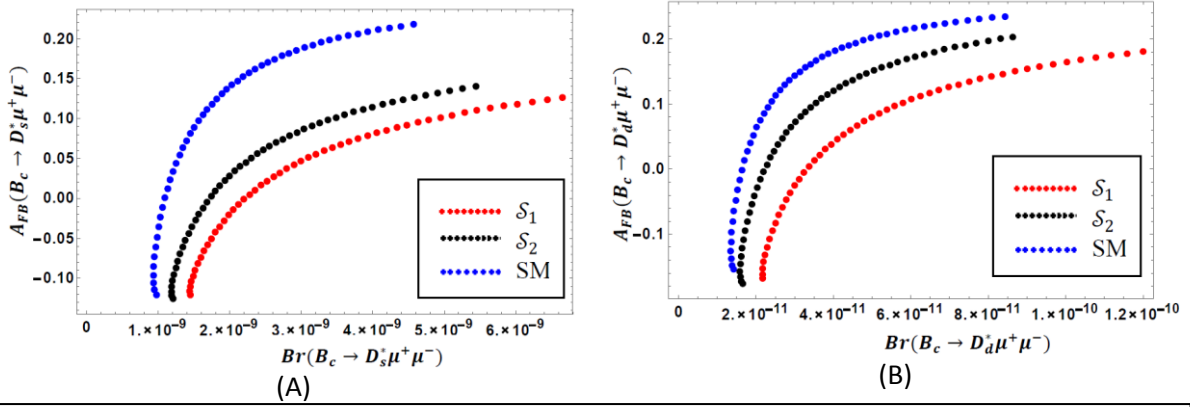 0.20
0.15
0.10
0.05
0.00
−0.05
−0.10
A_FB(B_c → D_s^* μ^+ μ^−)
0 1.×10^-9 2.×10^-9 3.×10^-9 4.×10^-9 5.×10^-9 6.×10^-9
Br(B_c → D_s^* μ^+ μ^−)
S_1
S_2
SM
(A)
0.2
0.1
0.0
−0.1
A_FB(B_c → D_d^* μ^+ μ^−)
0 2.×10^-11 4.×10^-11 6.×10^-11 8.×10^-11 1.×10^-10 1.2×10^-10
Br(B_c → D_d^* μ^+ μ^−)
S_1
S_2
SM
(B)